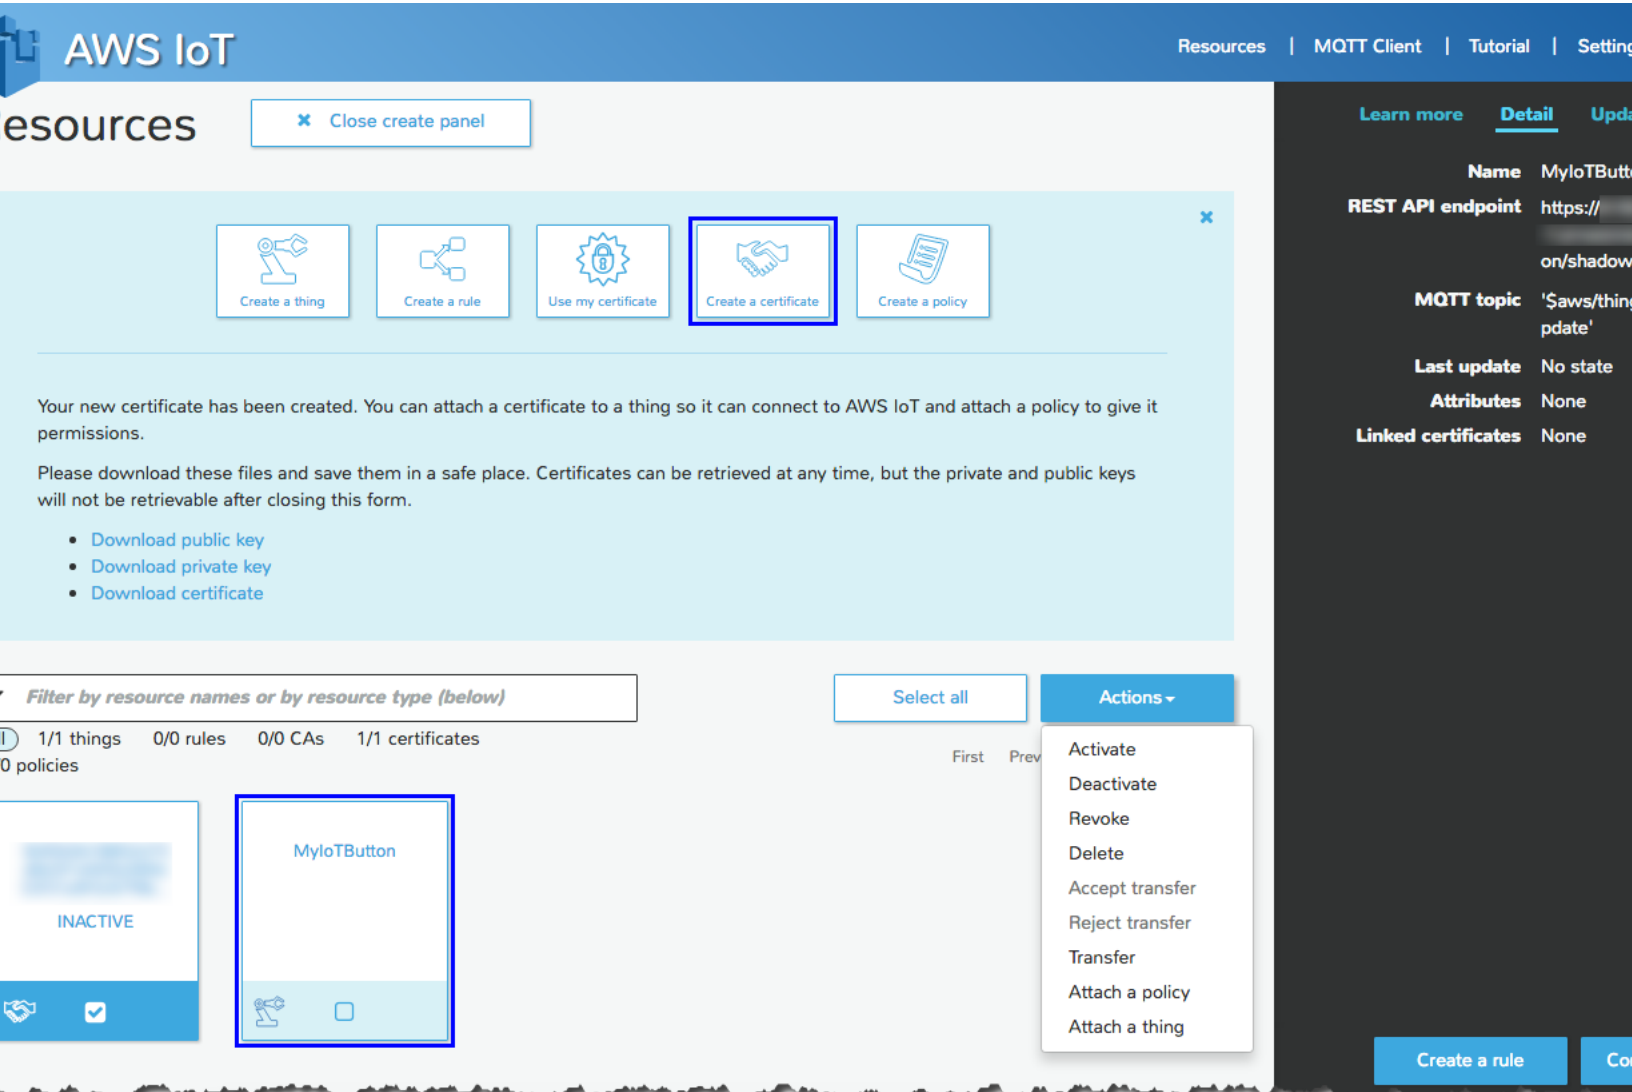 AWS IoT
Resources | MQTT Client | Tutorial |
esources
✖ Close create panel
Learn more Detail
Name
REST API endpoint https://
on/shadow
MQTT topic '$aws/thing
pdate'
Last update No state
Attributes None
Linked certificates None
Create a thing
Create a rule
Use my certificate
Create a certificate
Create a policy
Your new certificate has been created. You can attach a certificate to a thing so it can connect to AWS IoT and attach a policy to give it
permissions.
Please download these files and save them in a safe place. Certificates can be retrieved at any time, but the private and public keys
will not be retrievable after closing this form.
• Download public key
• Download private key
• Download certificate
Filter by resource names or by resource type (below)
Select all
Actions
1/1 things 0/0 rules 0/0 CAs 1/1 certificates
0 policies
First Prev
Activate
Deactivate
Revoke
Delete
Accept transfer
Reject transfer
Transfer
Attach a policy
Attach a thing
INACTIVE
MyIoTButton
Create a rule